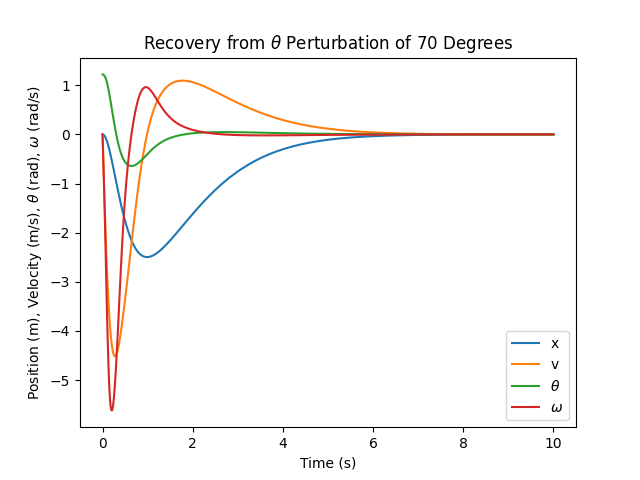 Recovery from θ Perturbation of 70 Degrees
Position (m), Velocity (m/s), θ (rad), ω (rad/s)
1
0
−1
−2
−3
−4
−5
x
v
θ
ω
0 2 4 6 8 10
Time (s)